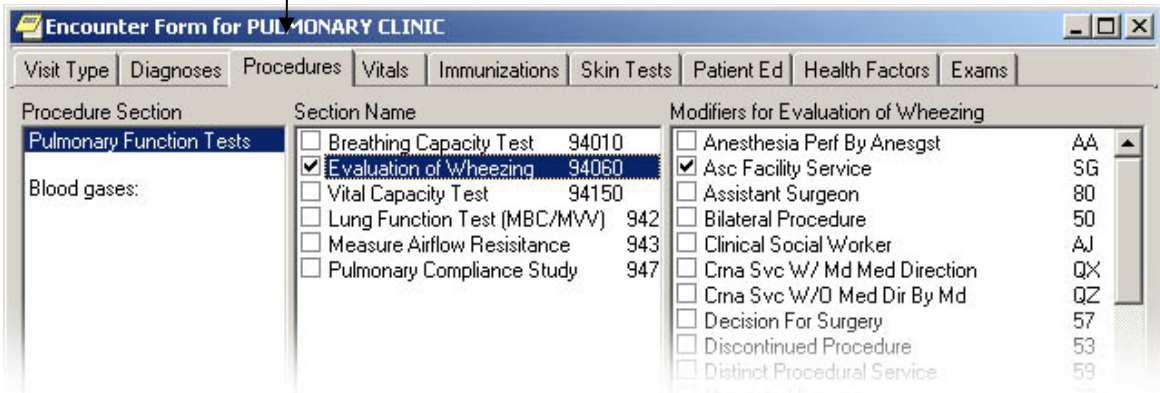 Encounter Form for PULMONARY CLINIC
Visit Type Diagnoses Procedures Vitals Immunizations Skin Tests Patient Ed Health Factors Exams
Procedure Section
Pulmonary Function Tests
Blood gases:
Section Name
Breathing Capacity Test 94010
Evaluation of Wheezing 94060
Vital Capacity Test 94150
Lung Function Test (MBC/MVV) 942
Measure Airflow Resisitance 943
Pulmonary Compliance Study 947
Modifiers for Evaluation of Wheezing
Anesthesia Perf By Anesgst AA
Asc Facility Service SG
Assistant Surgeon 80
Bilateral Procedure 50
Clinical Social Worker AJ
Crna Svc W/ Md Med Direction QX
Crna Svc W/O Med Dir By Md QZ
Decision For Surgery 57
Discontinued Procedure 53
Distinct Procedural Service 59